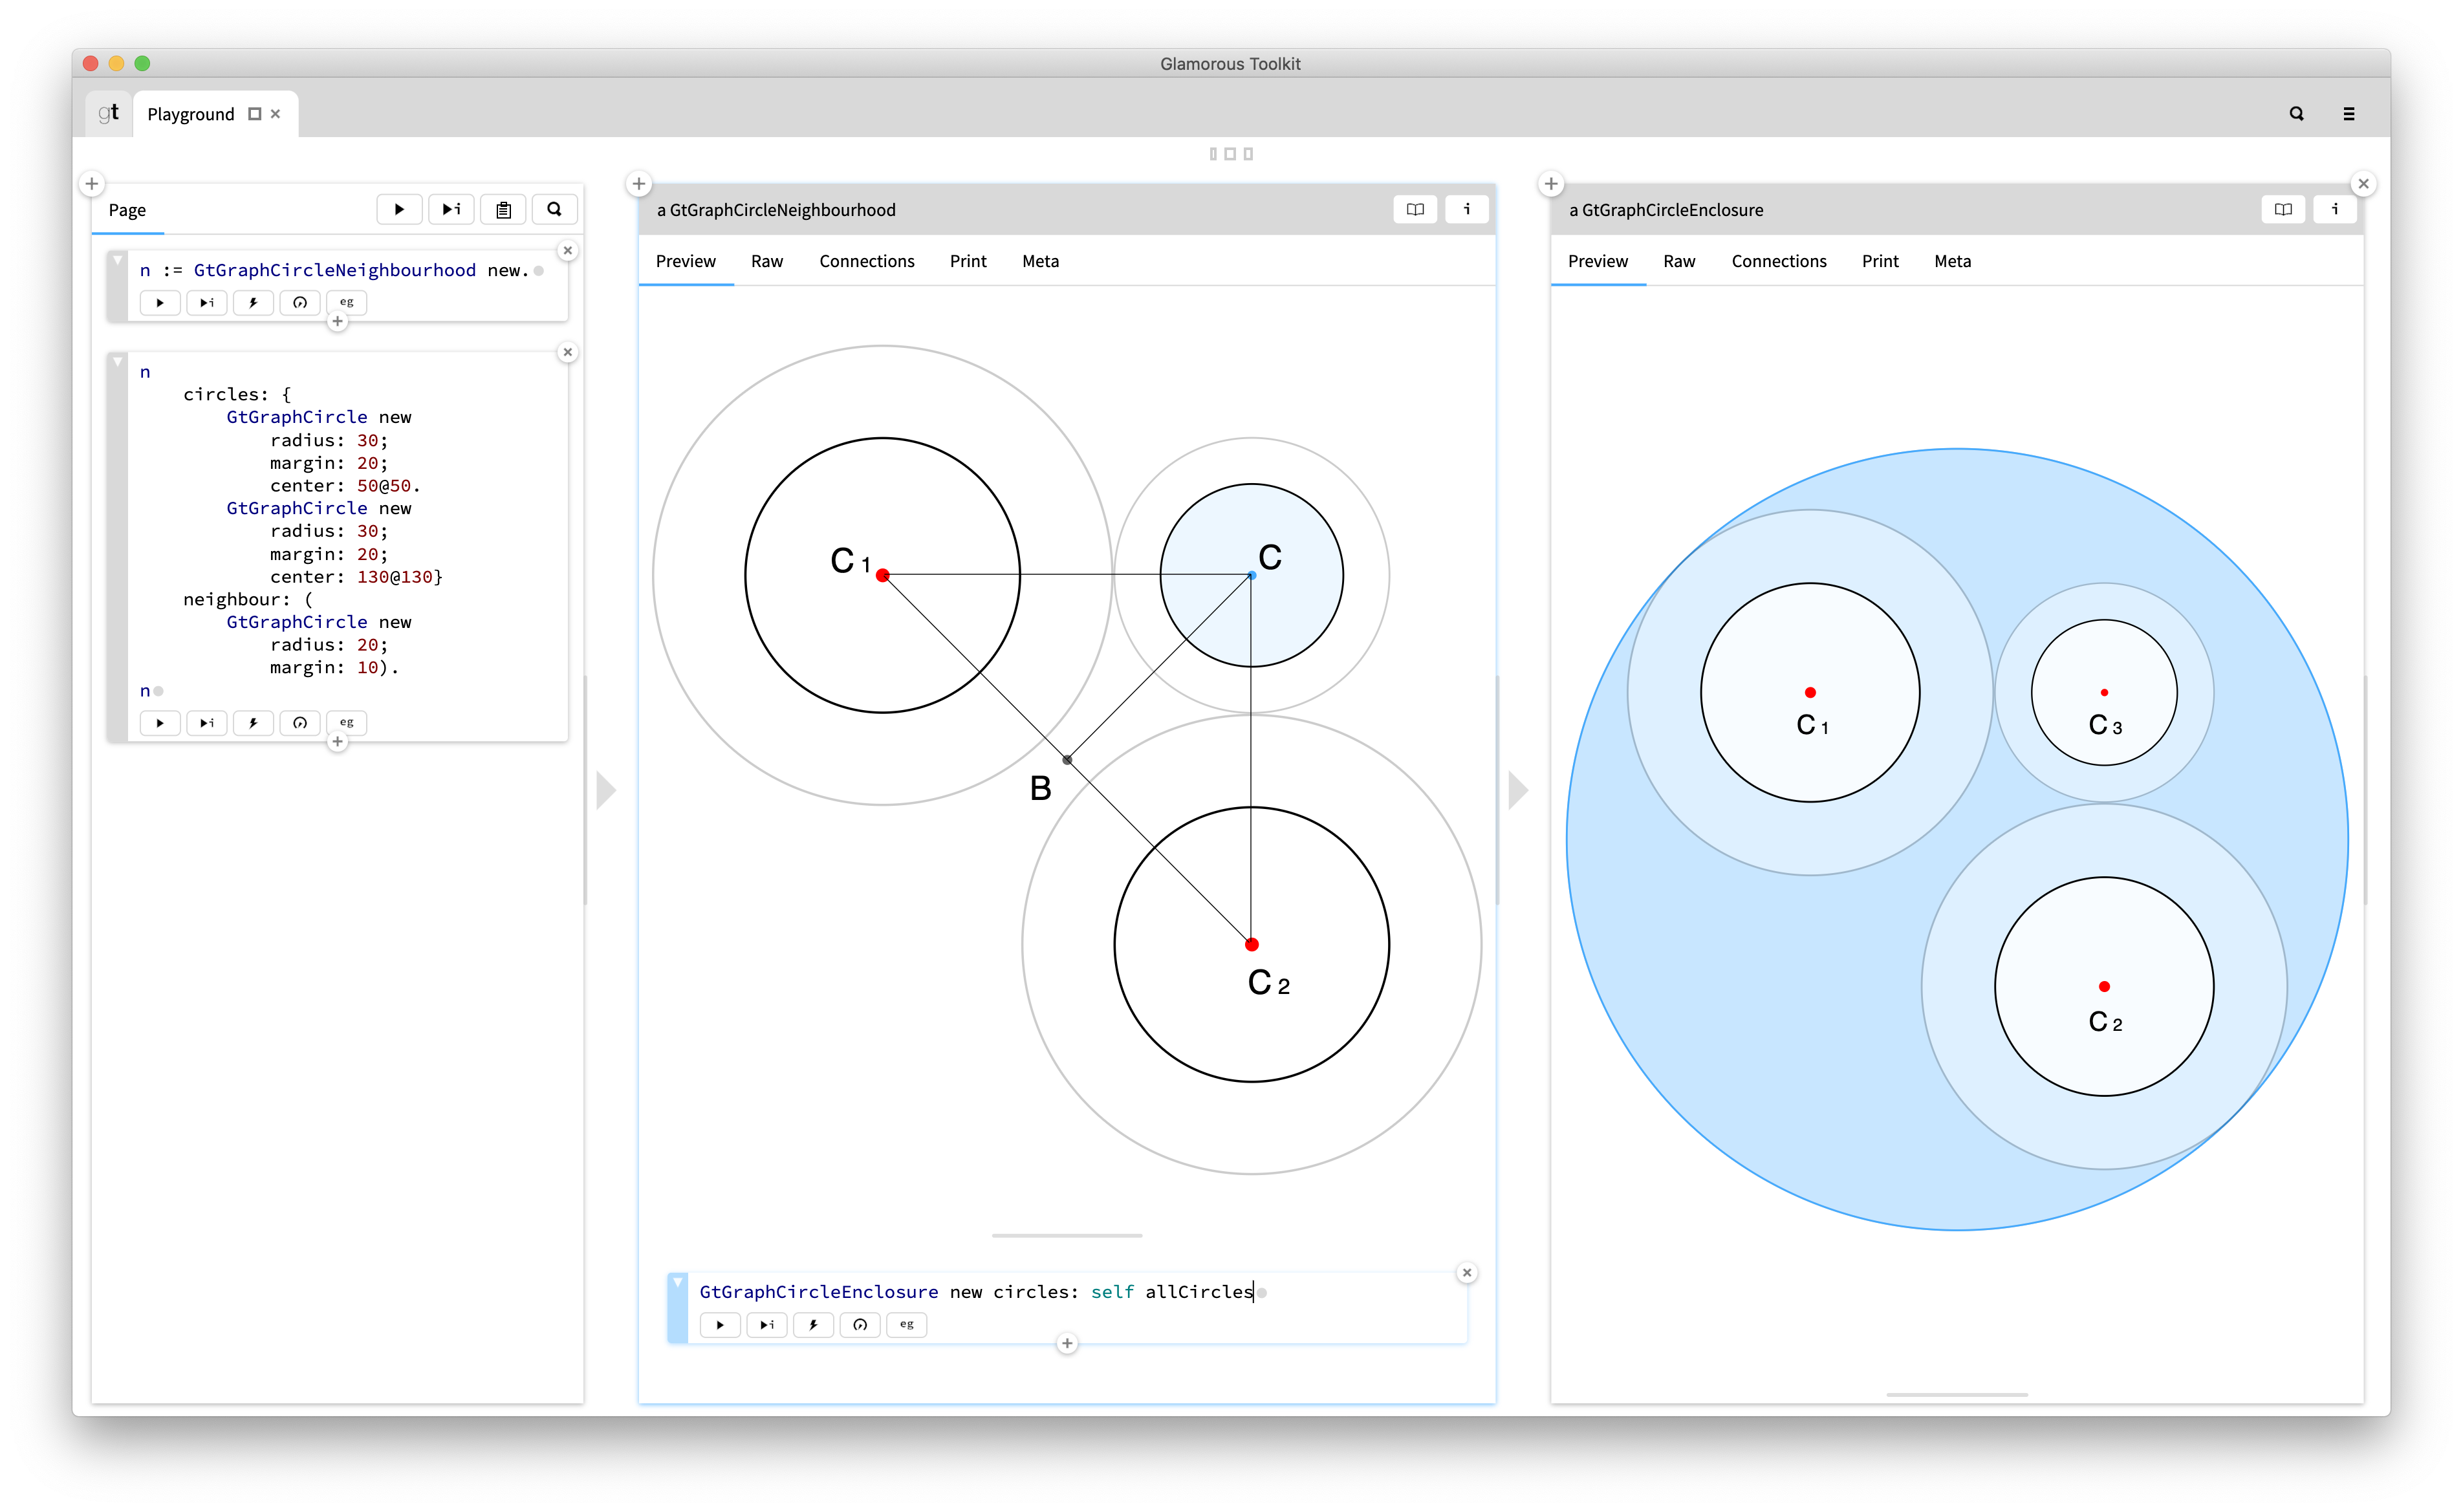 Glamorous Toolkit
gt
Playground
Page
n := GtGraphCircleNeighbourhood new.
eg
n
circles: {
GtGraphCircle new
radius: 30;
margin: 20;
center: 50@50.
GtGraphCircle new
radius: 30;
margin: 20;
center: 130@130}
neighbour: (
GtGraphCircle new
radius: 20;
margin: 10).
n
eg
a GtGraphCircleNeighbourhood
i
Preview Raw Connections Print Meta
C 1
C
B
C 2
GtGraphCircleEnclosure new circles: self allCircles
eg
a GtGraphCircleEnclosure
i
Preview Raw Connections Print Meta
C 1
C 3
C 2